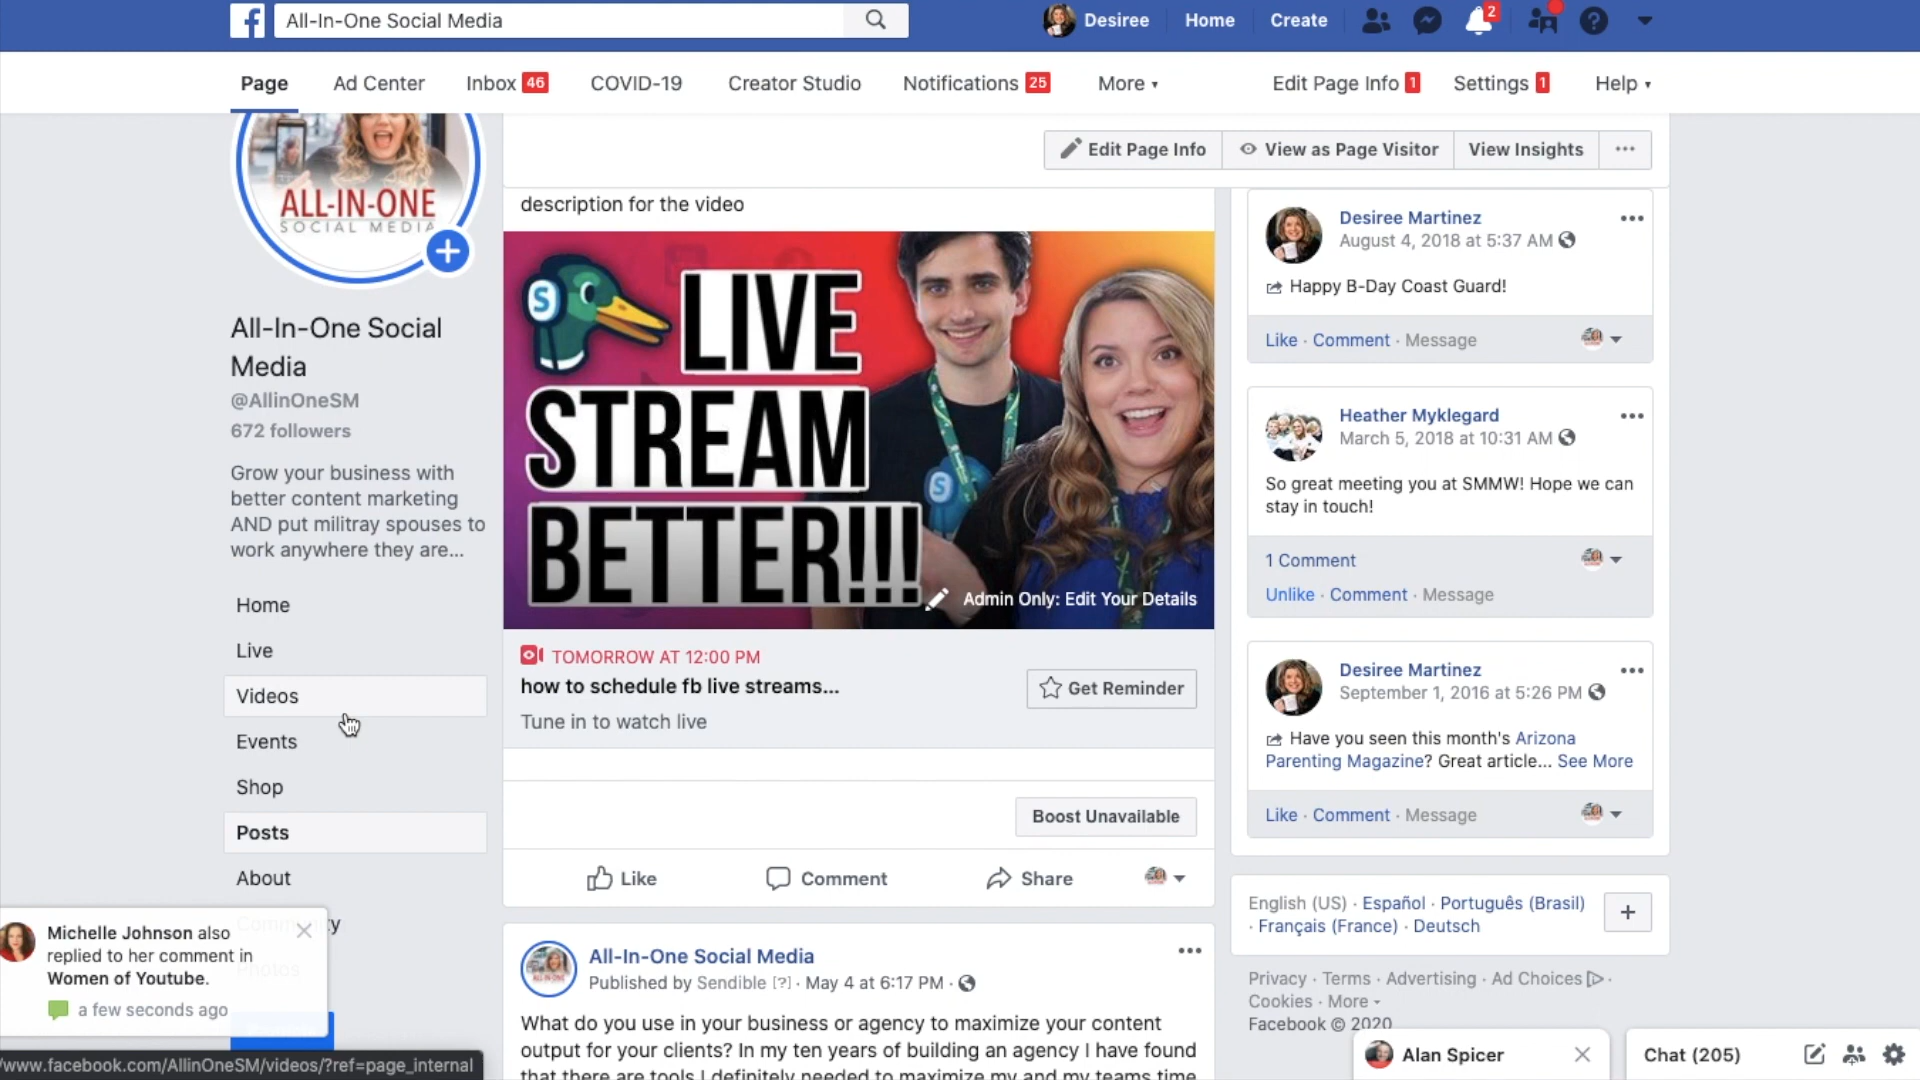 All-In-One Social Media
Desiree
Home
Create
2
Page
Ad Center
Inbox 46
COVID-19
Creator Studio
Notifications 25
More
Edit Page Info 1
Settings 1
Help
Edit Page Info
View as Page Visitor
View Insights
ALL-IN-ONE
SOCIAL MEDIA
All-In-One Social
Media
@AllinOneSM
672 followers
Grow your business with
better content marketing
AND put militray spouses to
work anywhere they are...
Home
Live
Videos
Events
Shop
Posts
About
Community
Photos
Michelle Johnson also
replied to her comment in
Women of Youtube.
a few seconds ago
/www.facebook.com/AllinOneSM/videos/?ref=page_internal
description for the video
S
LIVE
STREAM
BETTER!!!
S
Admin Only: Edit Your Details
TOMORROW AT 12:00 PM
how to schedule fb live streams...
Tune in to watch live
Get Reminder
Boost Unavailable
Like
Comment
Share
All-In-One Social Media
Published by Sendible [?] · May 4 at 6:17 PM ·
What do you use in your business or agency to maximize your content
output for your clients? In my ten years of building an agency I have found
that there are tools I definitely needed to maximize my and my teams time
Desiree Martinez
August 4, 2018 at 5:37 AM
Happy B-Day Coast Guard!
Like · Comment · Message
Heather Myklegard
March 5, 2018 at 10:31 AM
So great meeting you at SMMW! Hope we can
stay in touch!
1 Comment
Unlike · Comment · Message
Desiree Martinez
September 1, 2016 at 5:26 PM
Have you seen this month's Arizona
Parenting Magazine? Great article... See More
Like · Comment · Message
English (US) · Español · Português (Brasil)
· Français (France) · Deutsch
Privacy · Terms · Advertising · Ad Choices ·
Cookies · More
Facebook © 2020
Alan Spicer
Chat (205)